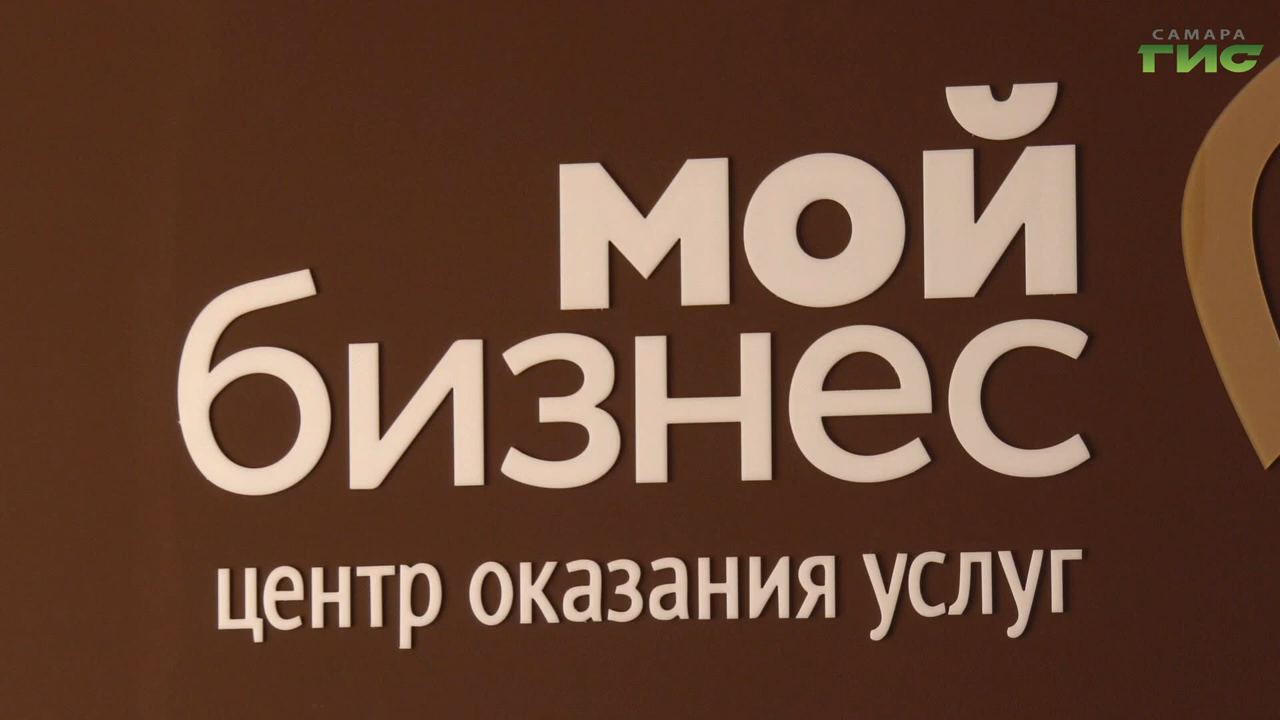 САМАРА
ГИС
мой
бизнес
центр оказания услуг